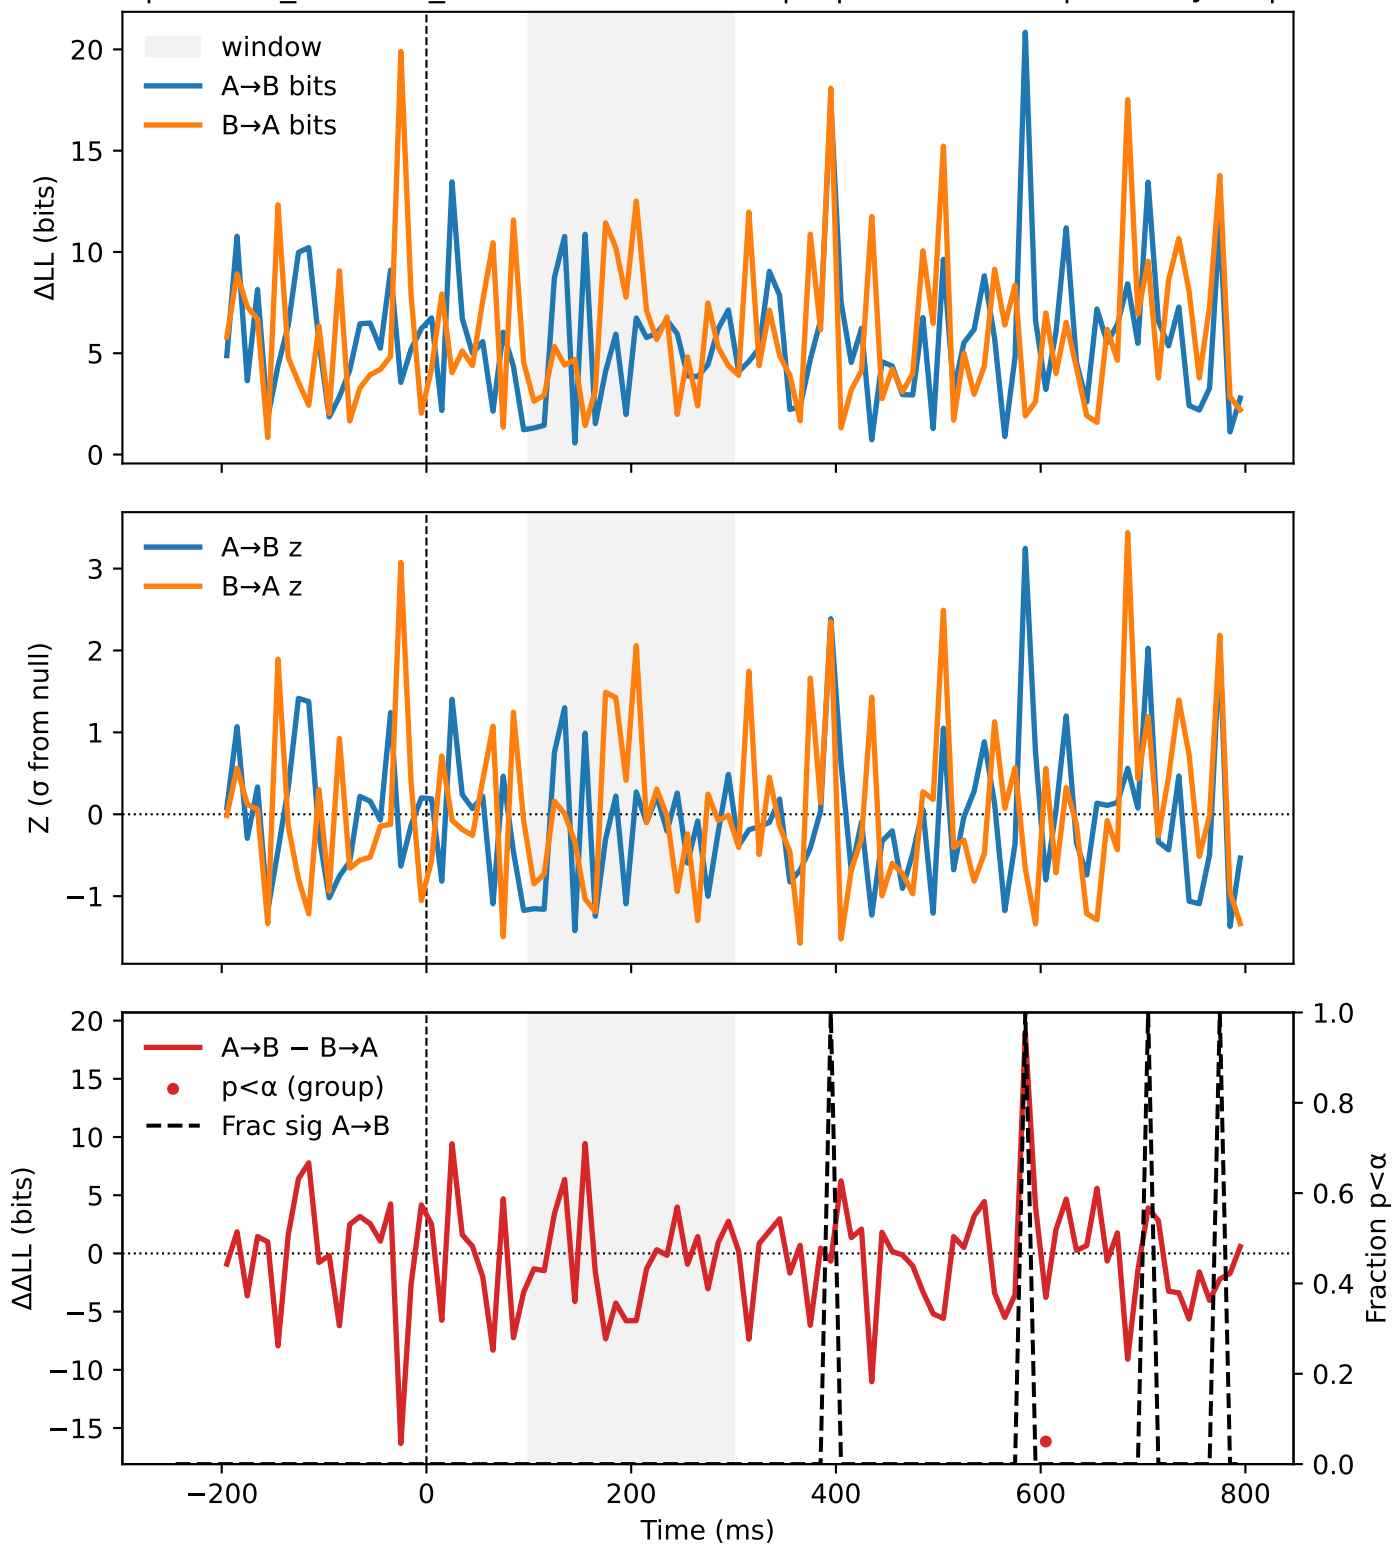 20
15
10
5
0
ΔLL (bits)
window
A→B bits
B→A bits
3
2
1
0
−1
Z (σ from null)
A→B z
B→A z
20
15
10
5
0
−5
−10
−15
ΔΔLL (bits)
A→B − B→A
p<α (group)
Frac sig A→B
1.0
0.8
0.6
0.4
0.2
0.0
Fraction p<α
−200 0 200 400 600 800
Time (ms)